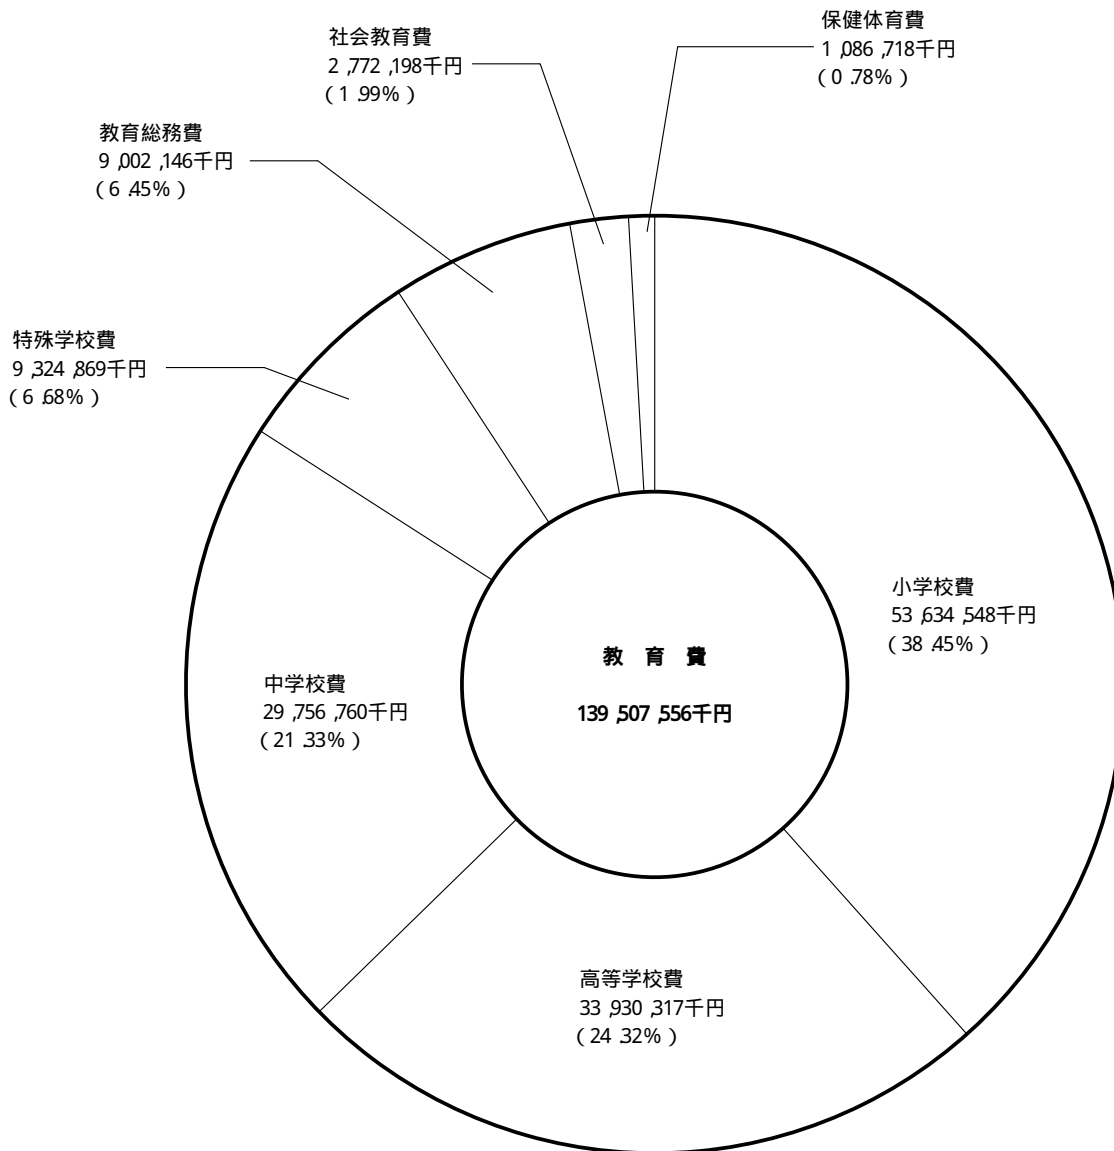 保健体育費
1,086,718千円
(0.78%)
社会教育費
2,772,198千円
(1.99%)
教育総務費
9,002,146千円
(6.45%)
特殊学校費
9,324,869千円
(6.68%)
小学校費
53,634,548千円
(38.45%)
教育費
139,507,556千円
中学校費
29,756,760千円
(21.33%)
高等学校費
33,930,317千円
(24.32%)